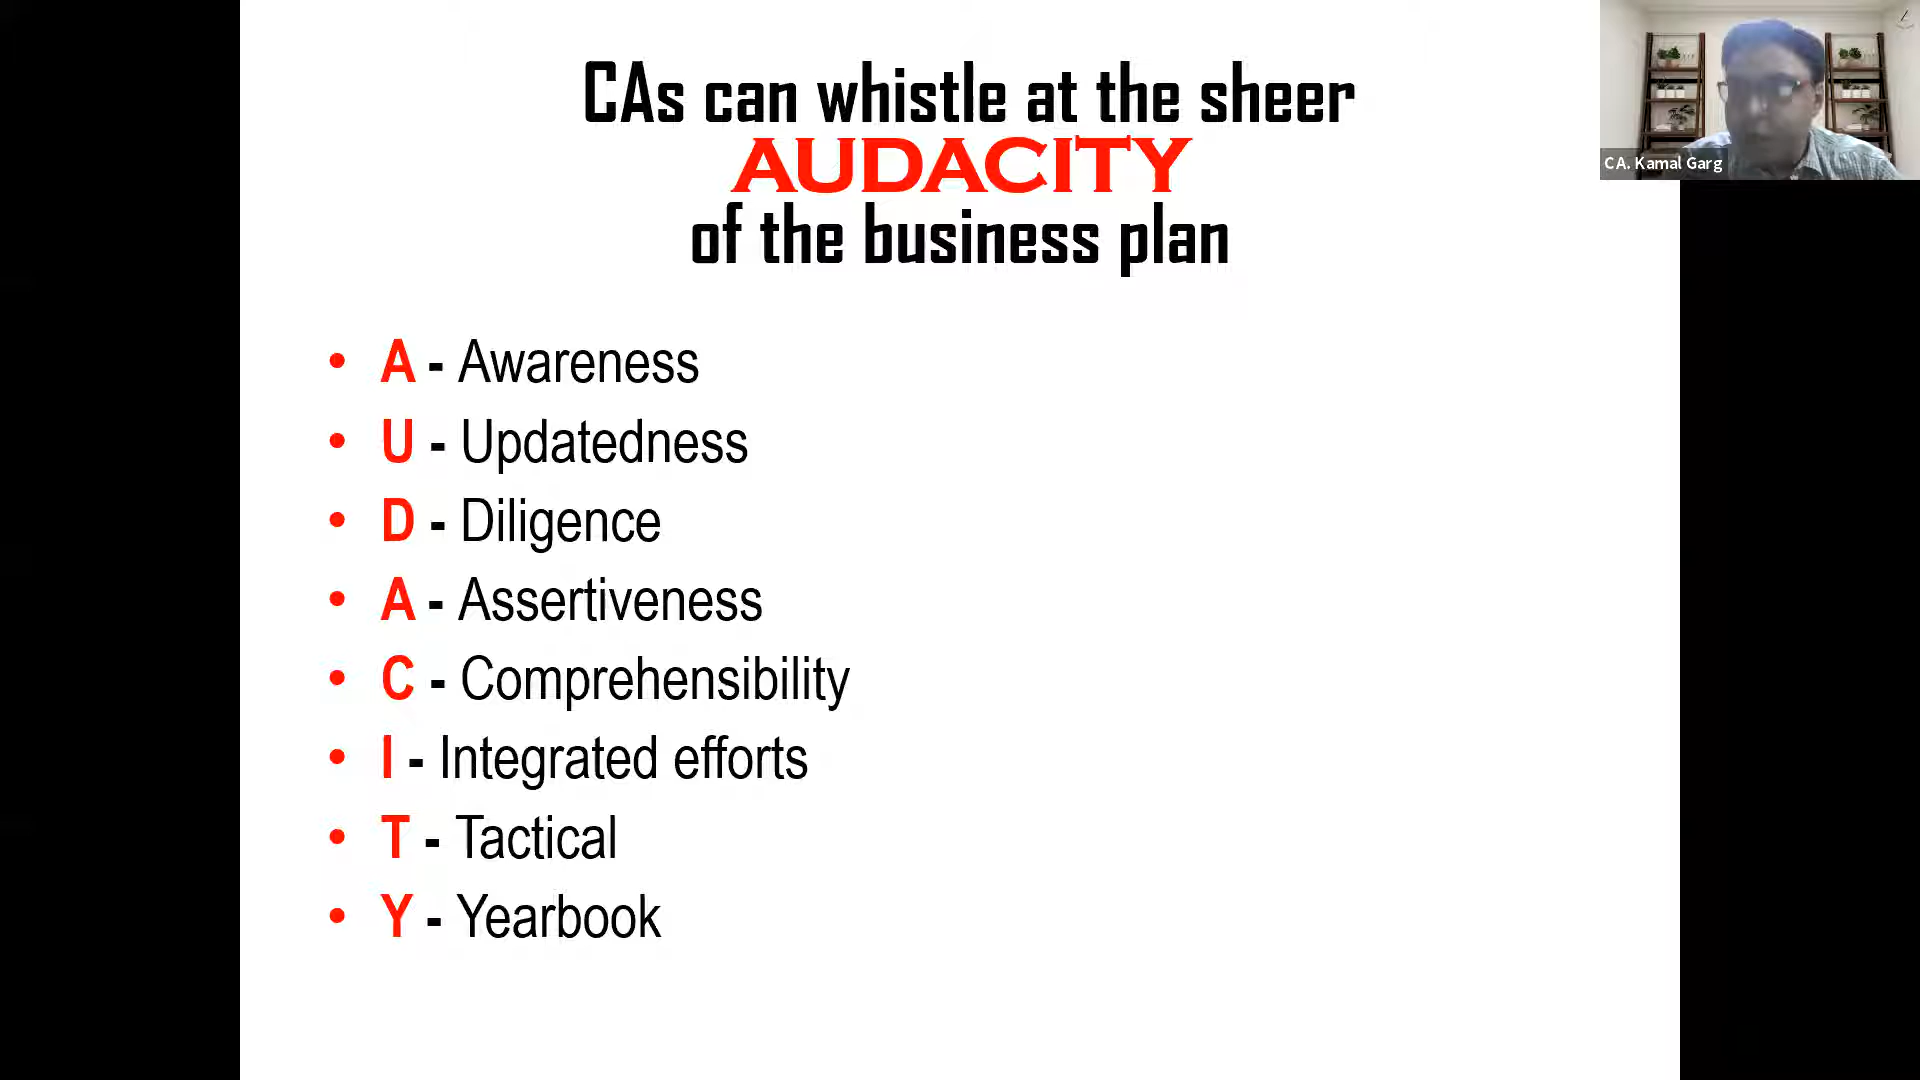 CAs can whistle at the sheer
AUDACITY
of the business plan
• A - Awareness
• U - Updatedness
• D - Diligence
• A - Assertiveness
• C - Comprehensibility
• I - Integrated efforts
• T - Tactical
• Y - Yearbook
CA. Kamal Garg